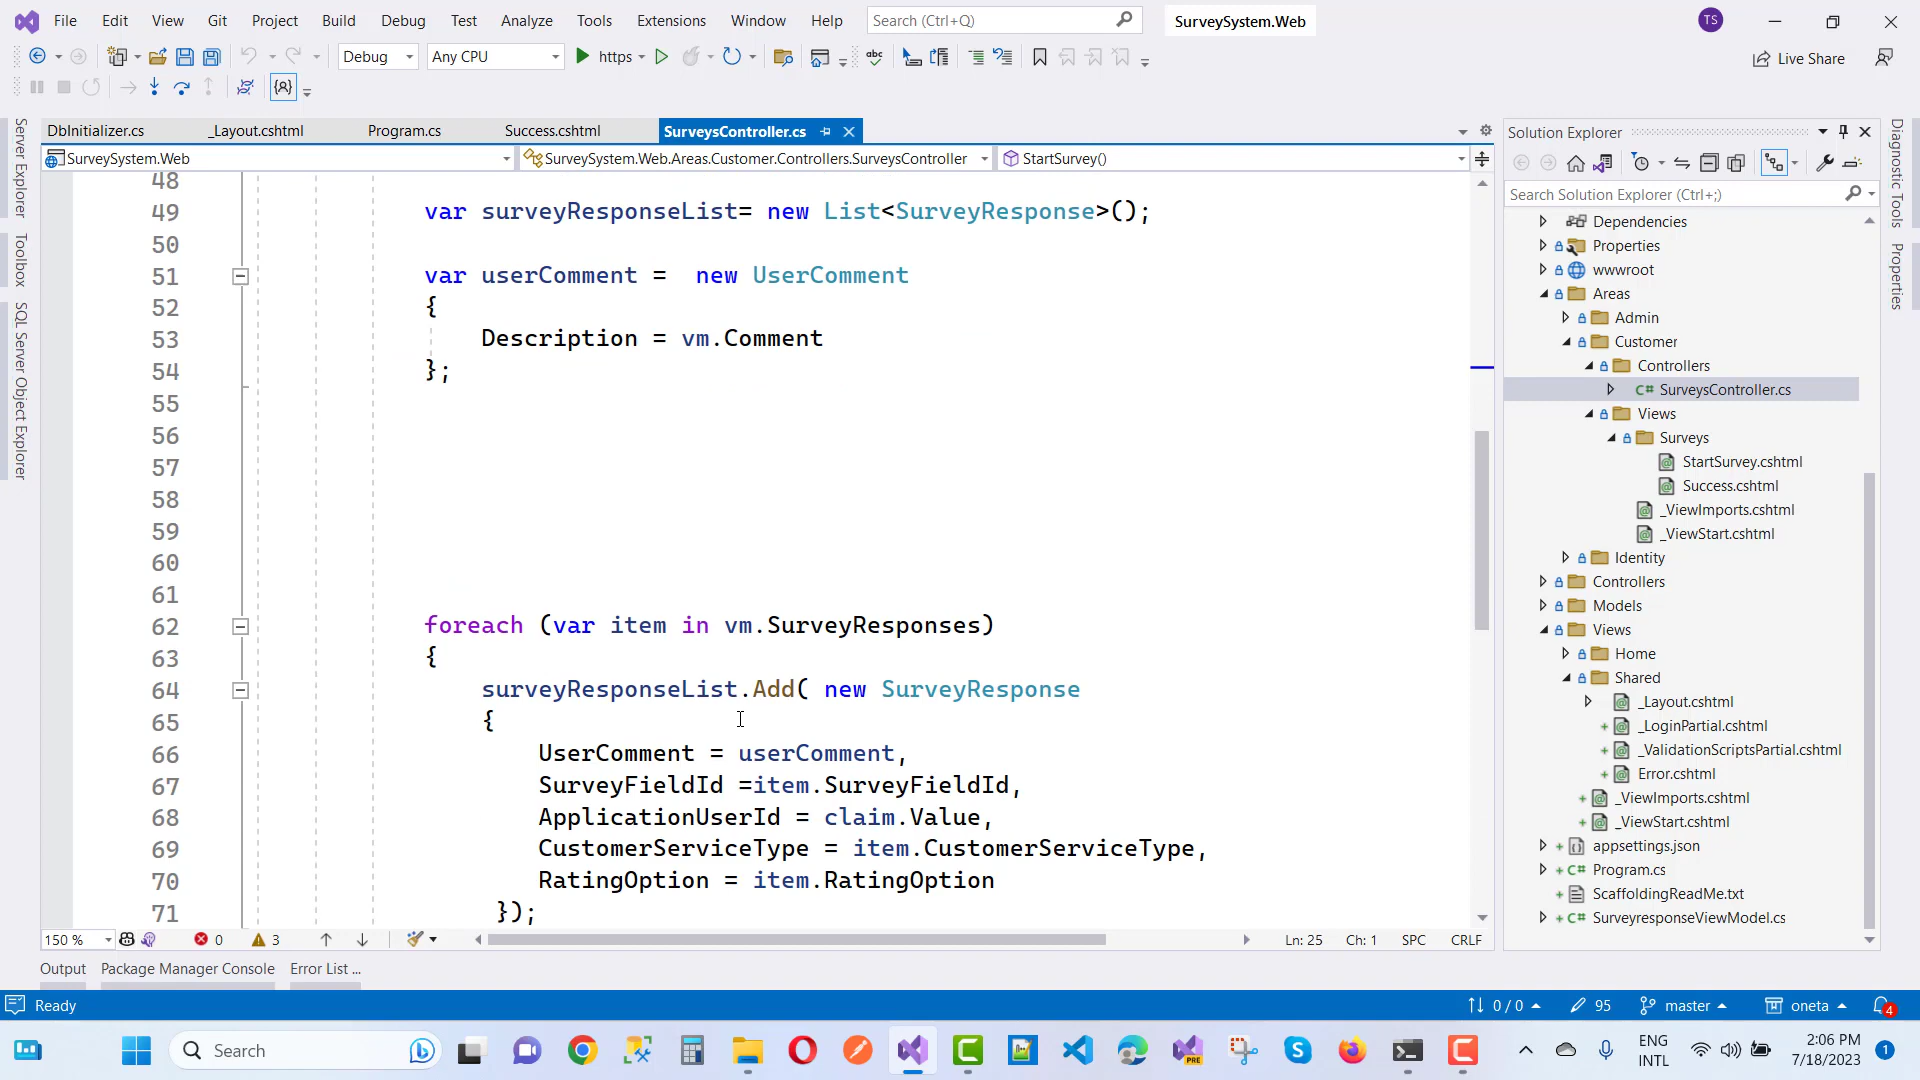 File Edit View Git Project Build Debug Test Analyze Tools Extensions Window Help Search (Ctrl+Q) SurveySystem.Web TS
Debug Any CPU https Live Share
DbInitializer.cs _Layout.cshtml Program.cs Success.cshtml SurveysController.cs
SurveySystem.Web SurveySystem.Web.Areas.Customer.Controllers.SurveysController StartSurvey()
48
49 var surveyResponseList= new List<SurveyResponse>();
50
51 var userComment =  new UserComment
52 {
53 Description = vm.Comment
54 };
55
56
57
58
59
60
61
62 foreach (var item in vm.SurveyResponses)
63 {
64 surveyResponseList.Add( new SurveyResponse
65 {
66 UserComment = userComment,
67 SurveyFieldId =item.SurveyFieldId,
68 ApplicationUserId = claim.Value,
69 CustomerServiceType = item.CustomerServiceType,
70 RatingOption = item.RatingOption
71 });
150 % 0 3 Ln: 25 Ch: 1 SPC CRLF
Server Explorer
Toolbox
SQL Server Object Explorer
Solution Explorer
Search Solution Explorer (Ctrl+;)
Dependencies
Properties
wwwroot
Areas
Admin
Customer
Controllers
C# SurveysController.cs
Views
Surveys
StartSurvey.cshtml
Success.cshtml
_ViewImports.cshtml
_ViewStart.cshtml
Identity
Controllers
Models
Views
Home
Shared
_Layout.cshtml
_LoginPartial.cshtml
_ValidationScriptsPartial.cshtml
Error.cshtml
_ViewImports.cshtml
_ViewStart.cshtml
appsettings.json
C# Program.cs
ScaffoldingReadMe.txt
C# SurveyresponseViewModel.cs
Diagnostic Tools
Properties
Output Package Manager Console Error List ...
Ready 0 / 0 95 master oneta 4
Search PRE ENG INTL 2:06 PM 7/18/2023 1